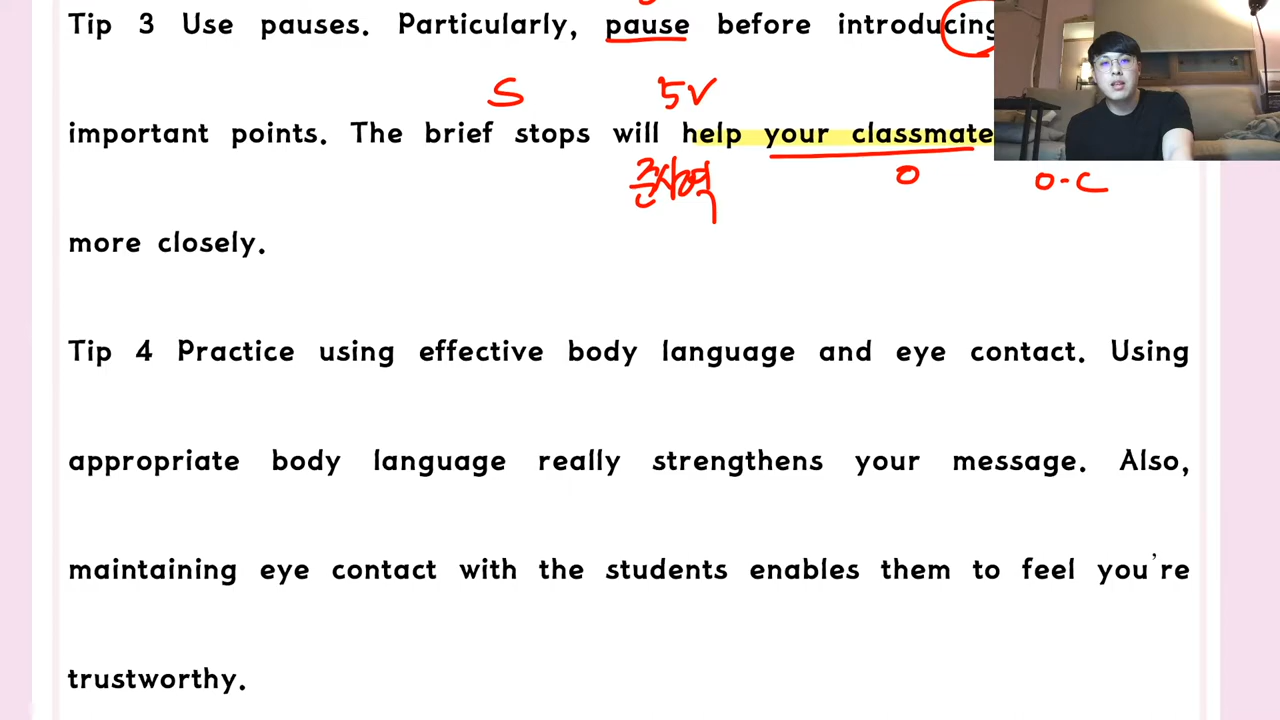 Tip 3 Use pauses. Particularly, pause before introducing
S 5V
important points. The brief stops will help your classmate
준사역 O O·C
more closely.
Tip 4 Practice using effective body language and eye contact. Using
appropriate body language really strengthens your message. Also,
maintaining eye contact with the students enables them to feel you're
trustworthy.